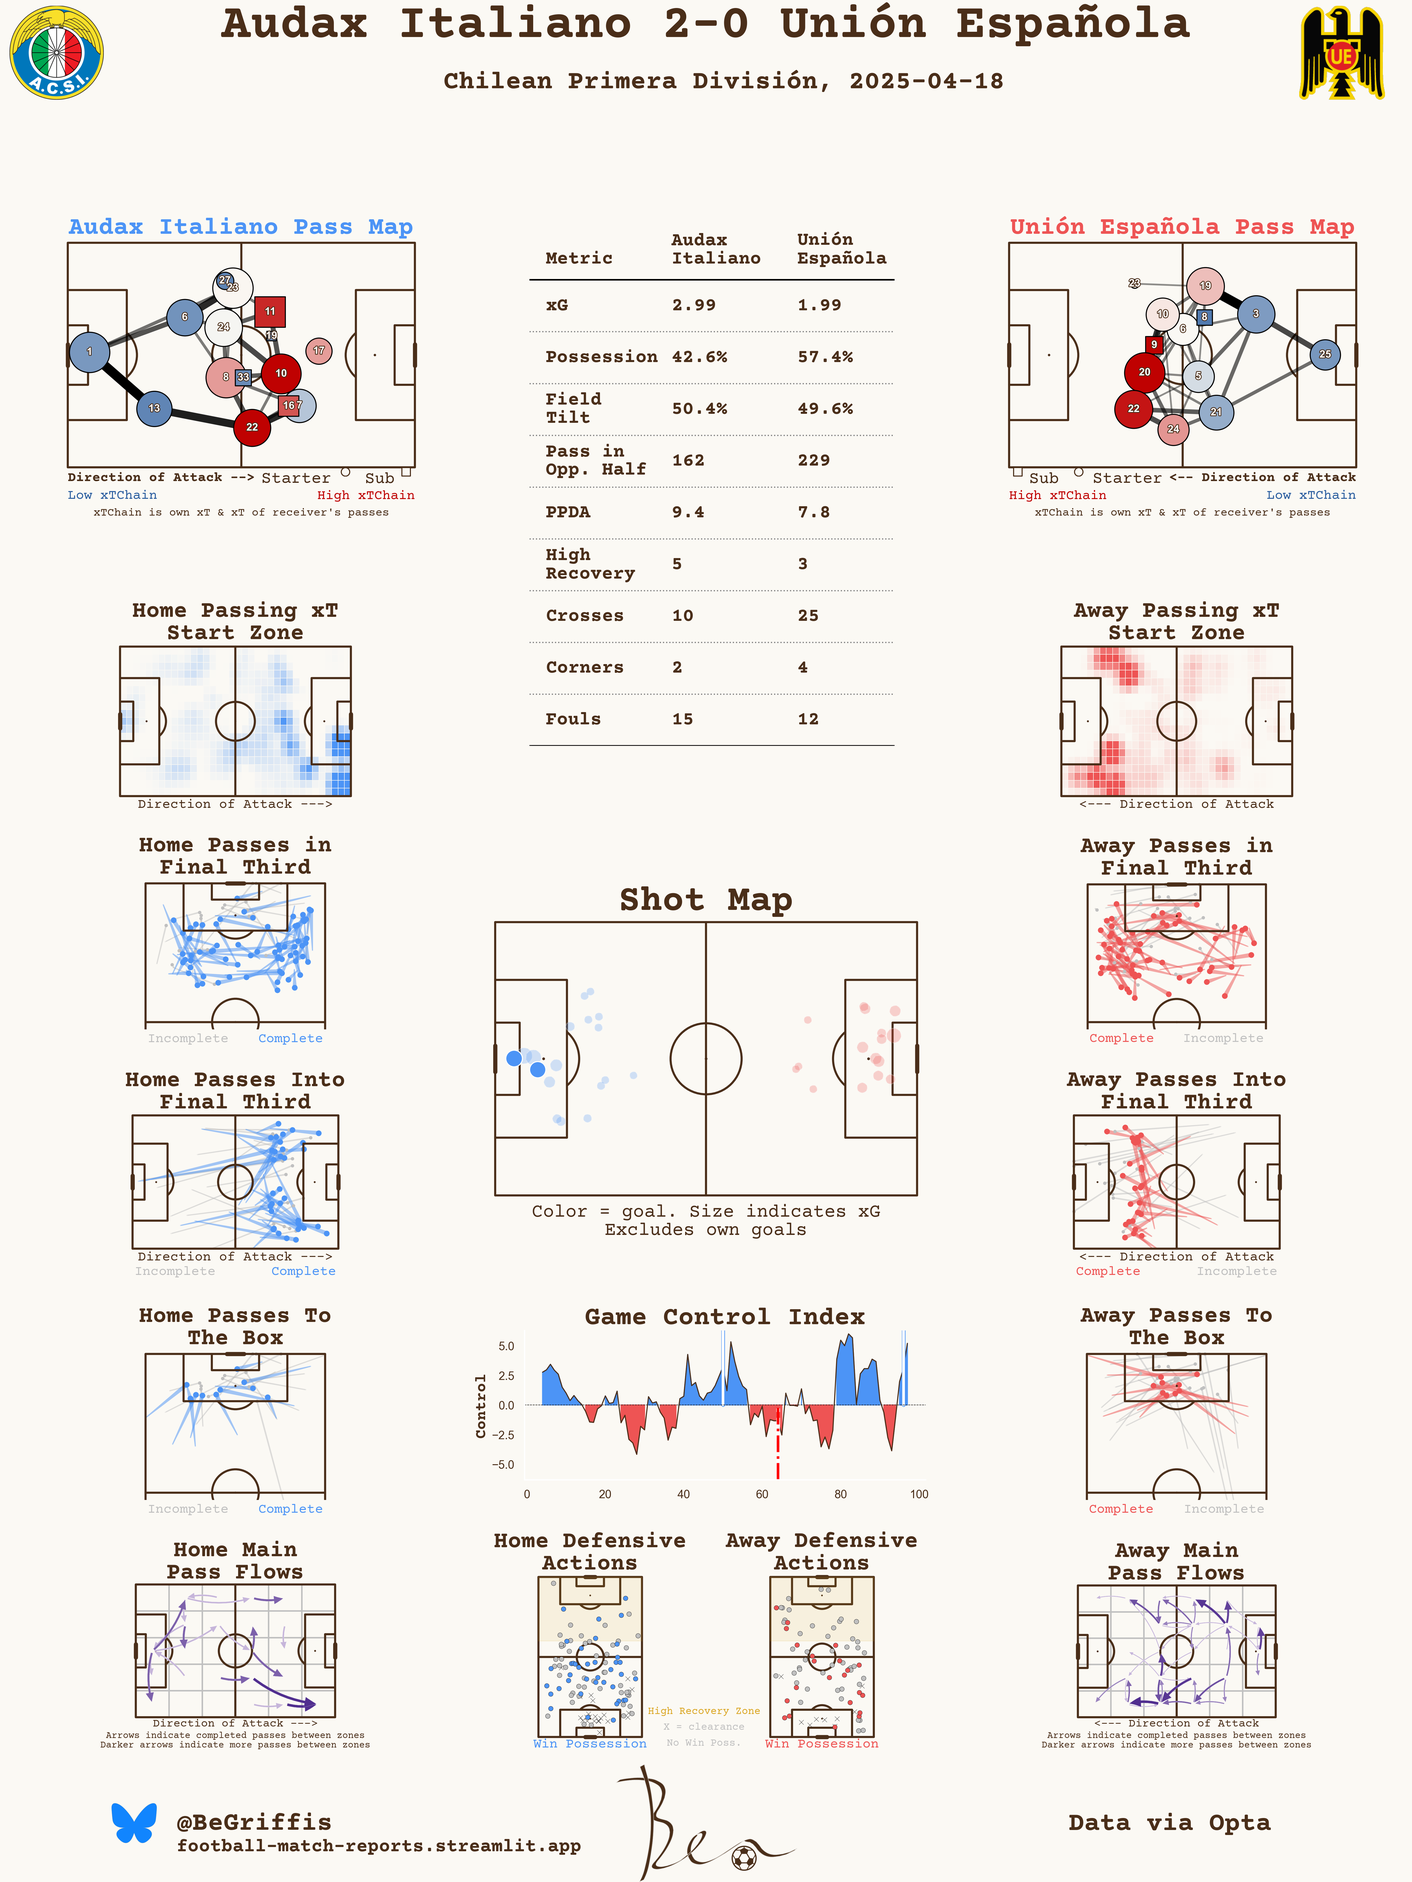 Audax Italiano 2-0 Unión Española
Chilean Primera División, 2025-04-18
A.C.S.I.
UE
Audax Italiano Pass Map
27
23
6
11
24
19
1
17
8
33
10
16
7
13
22
Direction of Attack --> Starter Sub
Low xTChain High xTChain
xTChain is own xT & xT of receiver's passes
Metric Audax Italiano Unión Española
xG 2.99 1.99
Possession 42.6% 57.4%
Field Tilt 50.4% 49.6%
Pass in Opp. Half 162 229
PPDA 9.4 7.8
High Recovery 5 3
Crosses 10 25
Corners 2 4
Fouls 15 12
Unión Española Pass Map
23
19
10
8
3
6
9
25
20
5
22
21
24
Sub Starter <-- Direction of Attack
High xTChain Low xTChain
xTChain is own xT & xT of receiver's passes
Home Passing xT
Start Zone
Direction of Attack --->
Away Passing xT
Start Zone
<--- Direction of Attack
Home Passes in
Final Third
Incomplete Complete
Away Passes in
Final Third
Complete Incomplete
Shot Map
Color = goal. Size indicates xG
Excludes own goals
Home Passes Into
Final Third
Direction of Attack --->
Incomplete Complete
Away Passes Into
Final Third
<--- Direction of Attack
Complete Incomplete
Home Passes To
The Box
Incomplete Complete
Game Control Index
Control
5.0
2.5
0.0
−2.5
−5.0
0 20 40 60 80 100
Away Passes To
The Box
Complete Incomplete
Home Main
Pass Flows
Direction of Attack --->
Arrows indicate completed passes between zones
Darker arrows indicate more passes between zones
Home Defensive
Actions
Win Possession
Away Defensive
Actions
Win Possession
High Recovery Zone
X = clearance
No Win Poss.
Away Main
Pass Flows
<--- Direction of Attack
Arrows indicate completed passes between zones
Darker arrows indicate more passes between zones
@BeGriffis
football-match-reports.streamlit.app
Ben
Data via Opta